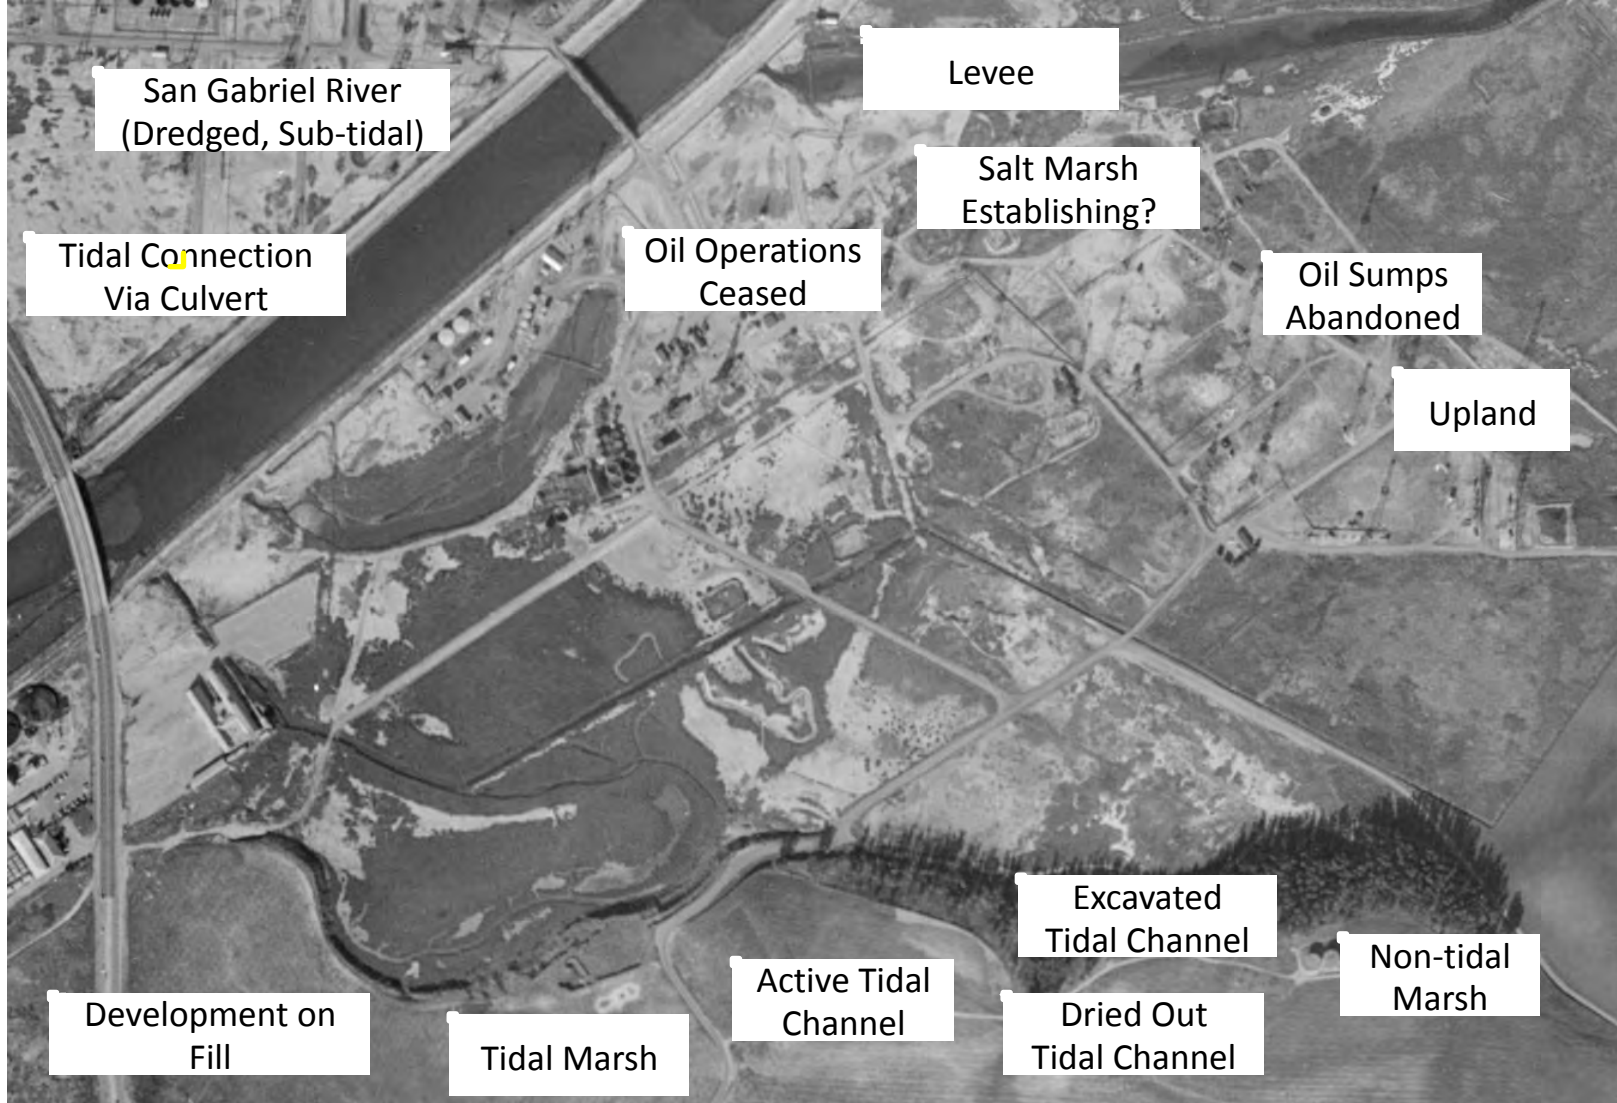 San Gabriel River
(Dredged, Sub-tidal)
Levee
Salt Marsh
Establishing?
Tidal Connection
Via Culvert
Oil Operations
Ceased
Oil Sumps
Abandoned
Upland
Excavated
Tidal Channel
Non-tidal
Marsh
Active Tidal
Channel
Dried Out
Tidal Channel
Development on
Fill
Tidal Marsh